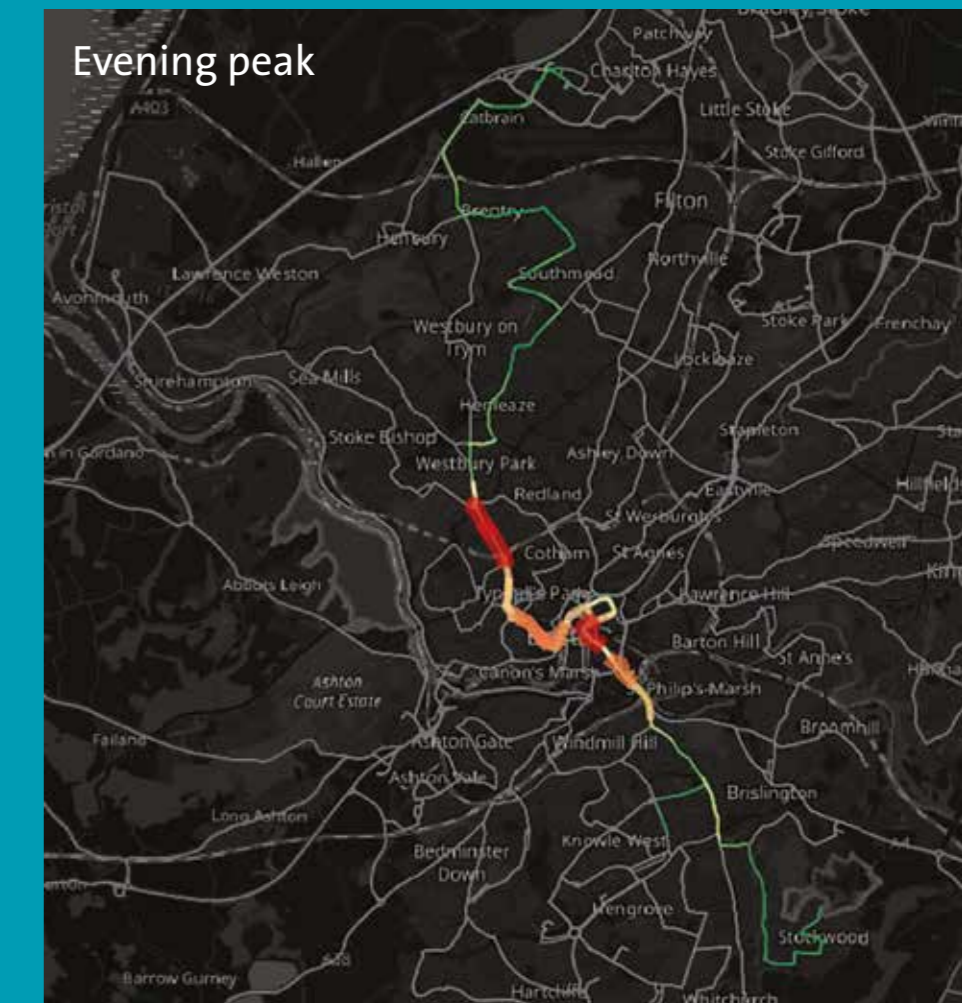 Evening peak
Patchway
Charlton Hayes
A403
Catbrain
Little Stoke
Hallen
Stoke Gifford
Brentry
Filton
Henbury
Northville
Lawrence Weston
Southmead
Avonmouth
Stoke Park
Frenchay
Westbury on
Trym
Lockleaze
Shirehampton
Sea Mills
Henleaze
Stoke Bishop
Stapleton
Ashley Down
Westbury Park
Redland
Eastville
St Werburgh's
Cotham
St Agnes
Speedwell
Abbots Leigh
Lawrence Hill
Barton Hill
St Anne's
Canon's Marsh
Ashton
Court Estate
Philip's Marsh
Broomhill
Failand
Ashton Gate
Windmill Hill
Ashton Vale
Brislington
Long Ashton
Knowle West
A4
Bedminster
Down
Hengrove
Stockwood
A38
Barrow Gurney
Hartcliffe
Whitchurch